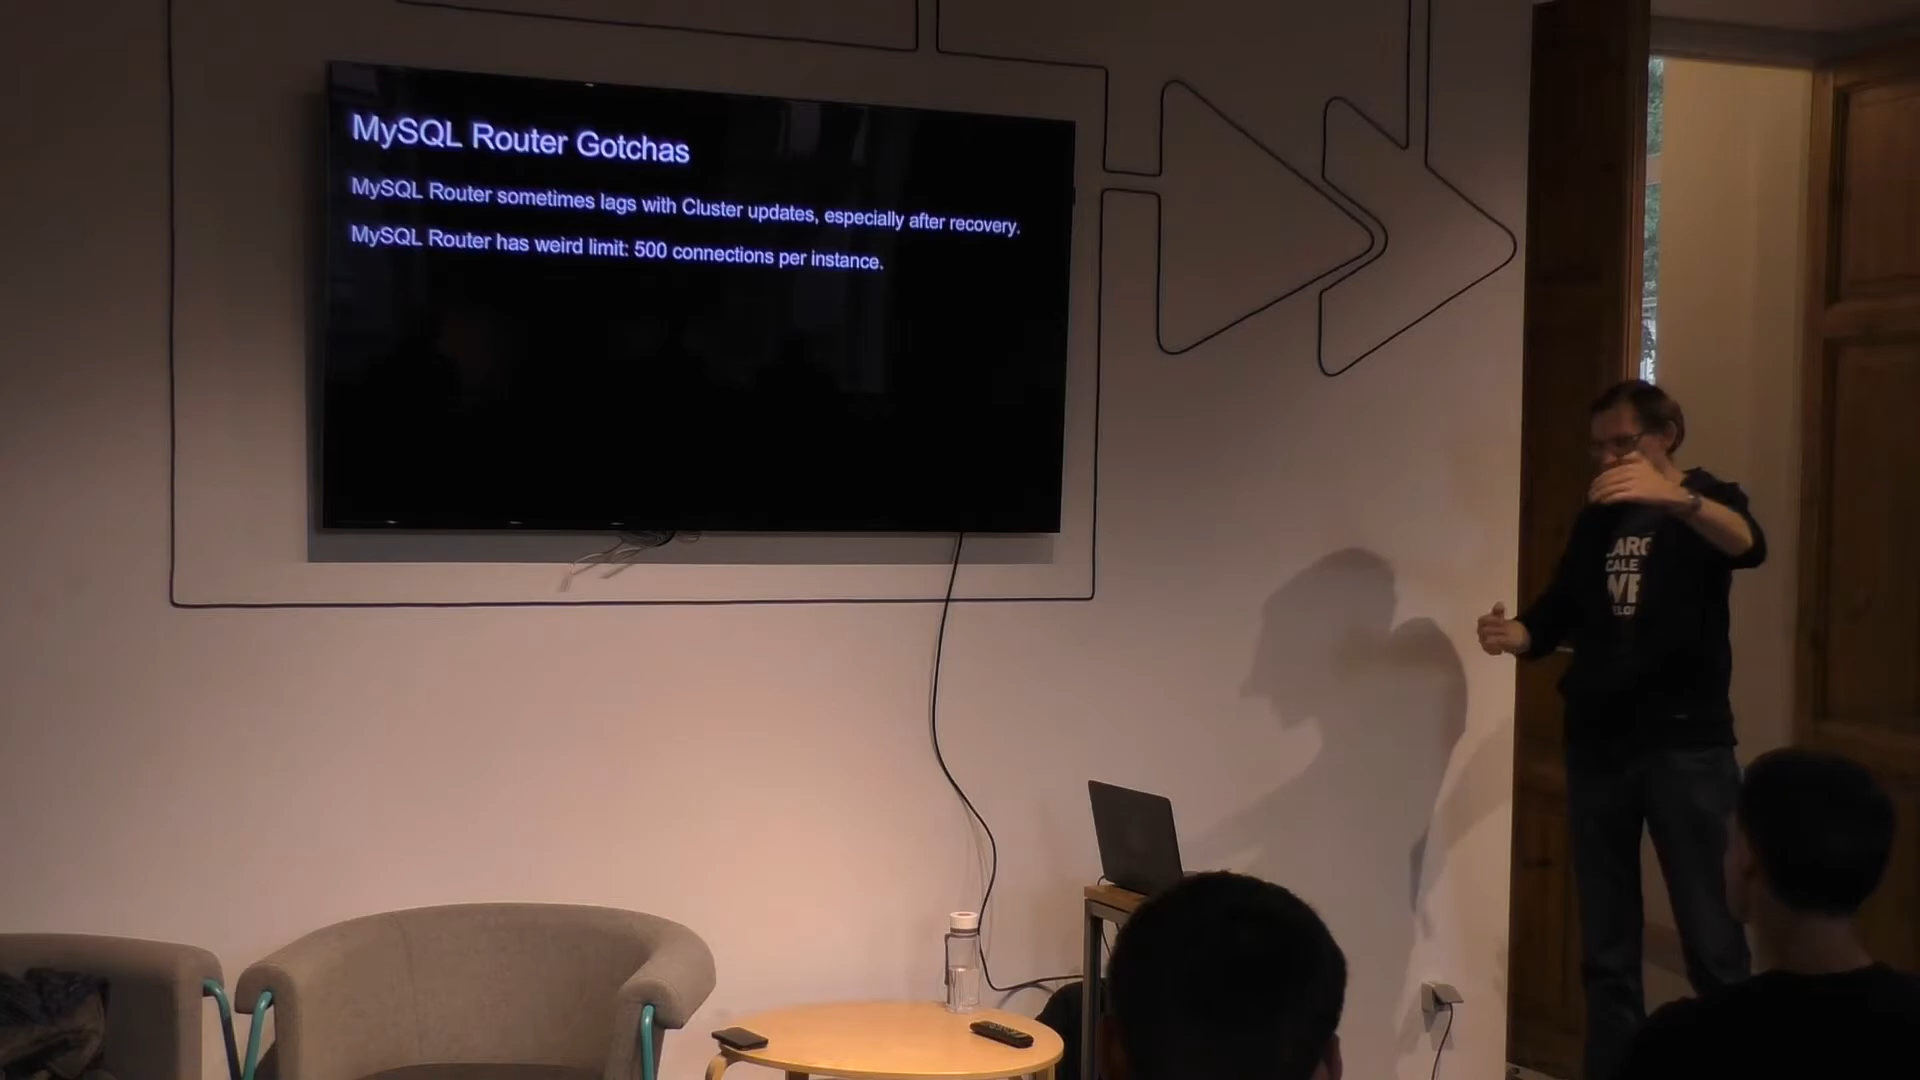 MySQL Router Gotchas
MySQL Router sometimes lags with Cluster updates, especially after recovery.
MySQL Router has weird limit: 500 connections per instance.